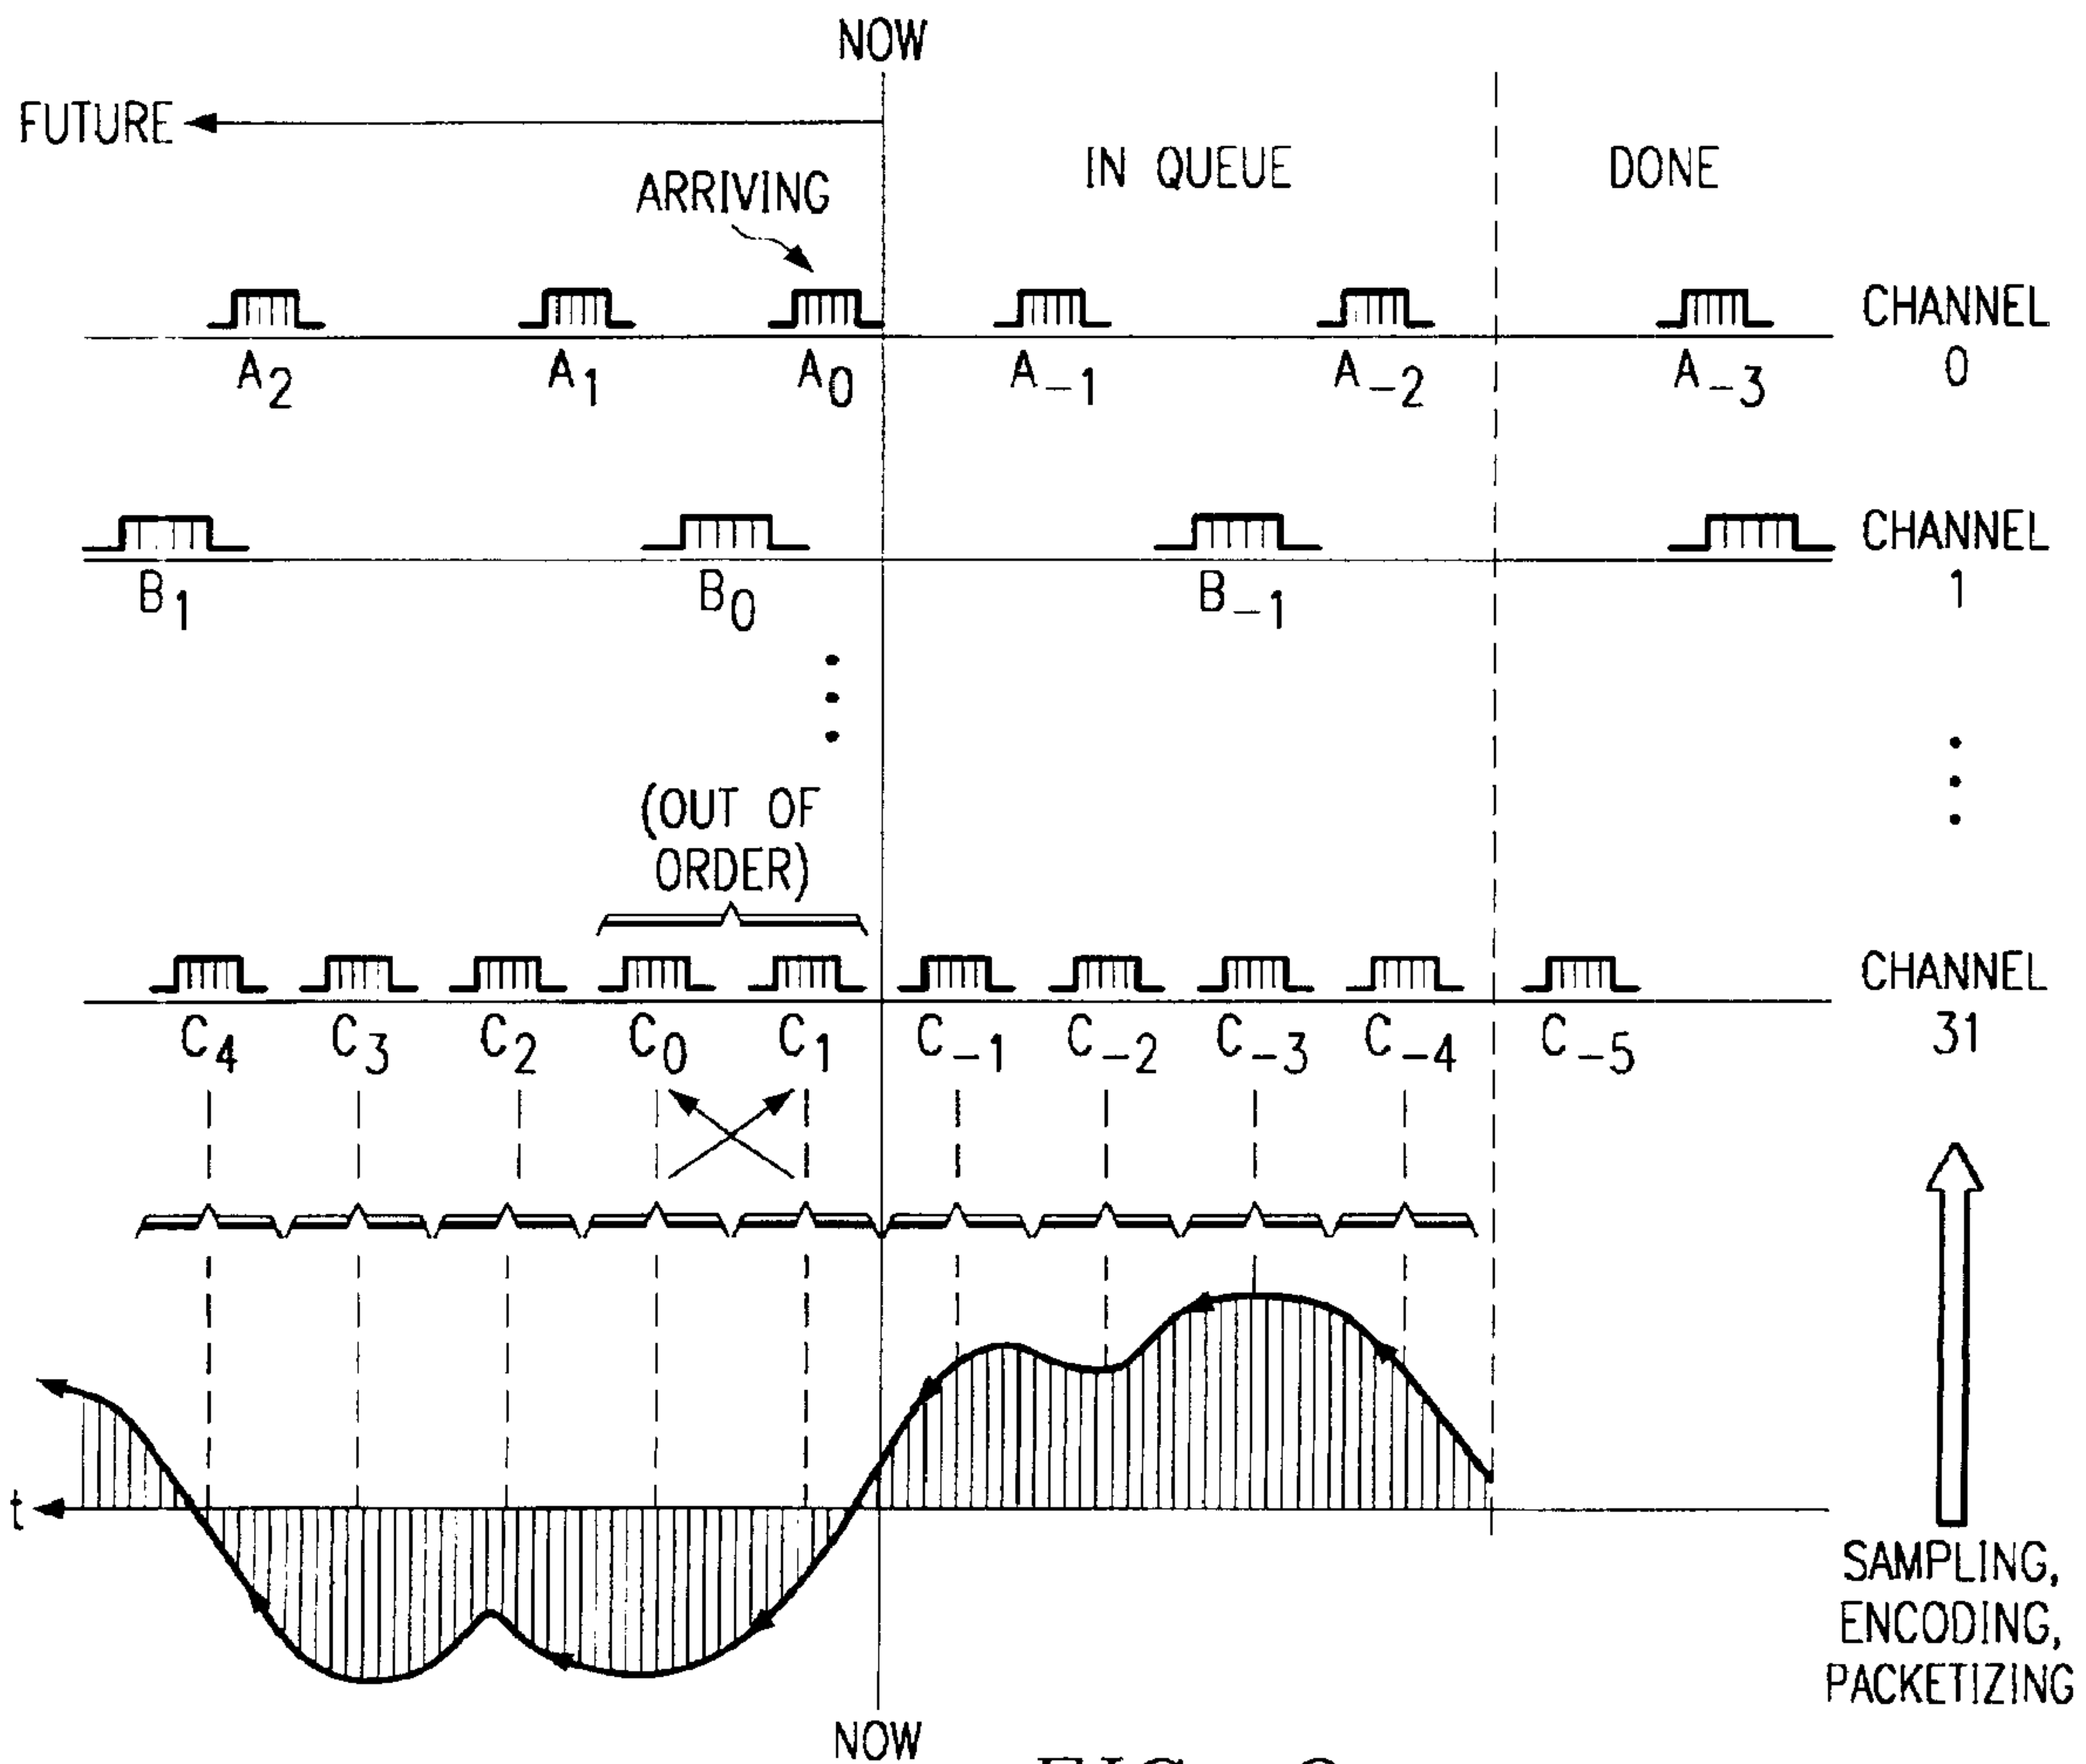 NOW
FUTURE
ARRIVING
IN QUEUE
DONE
A2 A1 A0 A−1 A−2 A−3
CHANNEL
0
B1 B0 B−1
CHANNEL
1
(OUT OF
ORDER)
C4 C3 C2 C0 C1 C−1 C−2 C−3 C−4 C−5
CHANNEL
31
t
SAMPLING,
ENCODING,
PACKETIZING
NOW